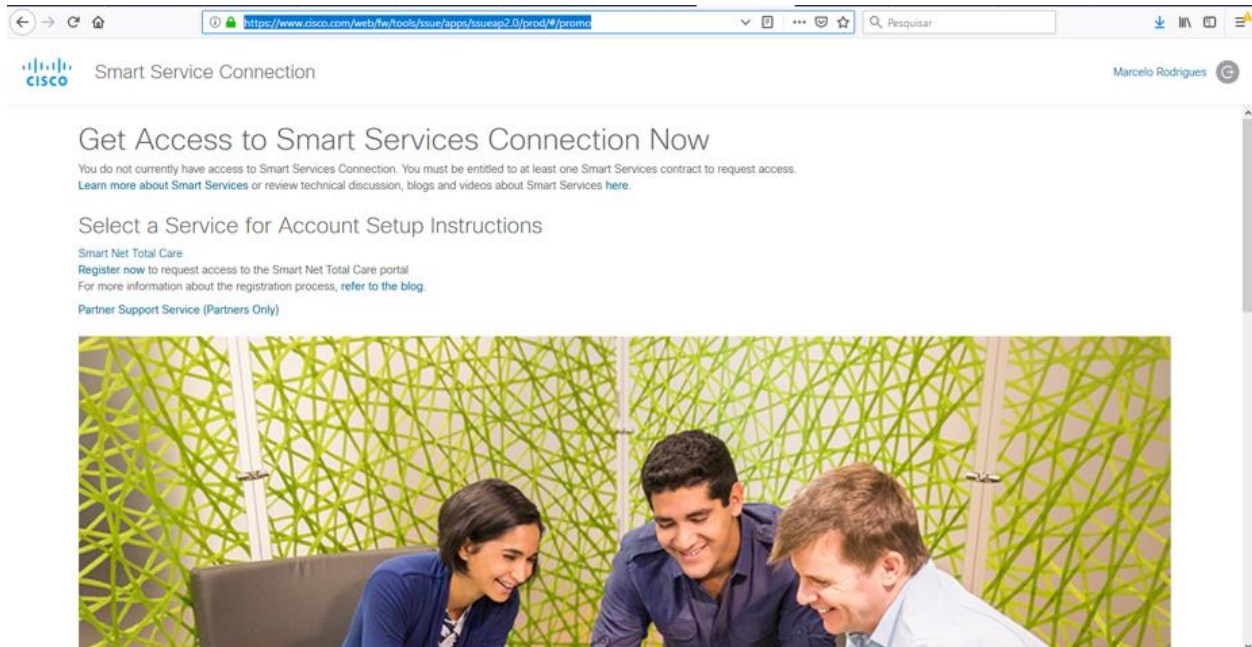 https://www.cisco.com/web/fw/tools/ssue/apps/ssueap2.0/prod/#/promo
Pesquisar
CISCO
Smart Service Connection
Marcelo Rodrigues
Get Access to Smart Services Connection Now
You do not currently have access to Smart Services Connection. You must be entitled to at least one Smart Services contract to request access.
Learn more about Smart Services or review technical discussion, blogs and videos about Smart Services here.
Select a Service for Account Setup Instructions
Smart Net Total Care
Register now to request access to the Smart Net Total Care portal
For more information about the registration process, refer to the blog.
Partner Support Service (Partners Only)